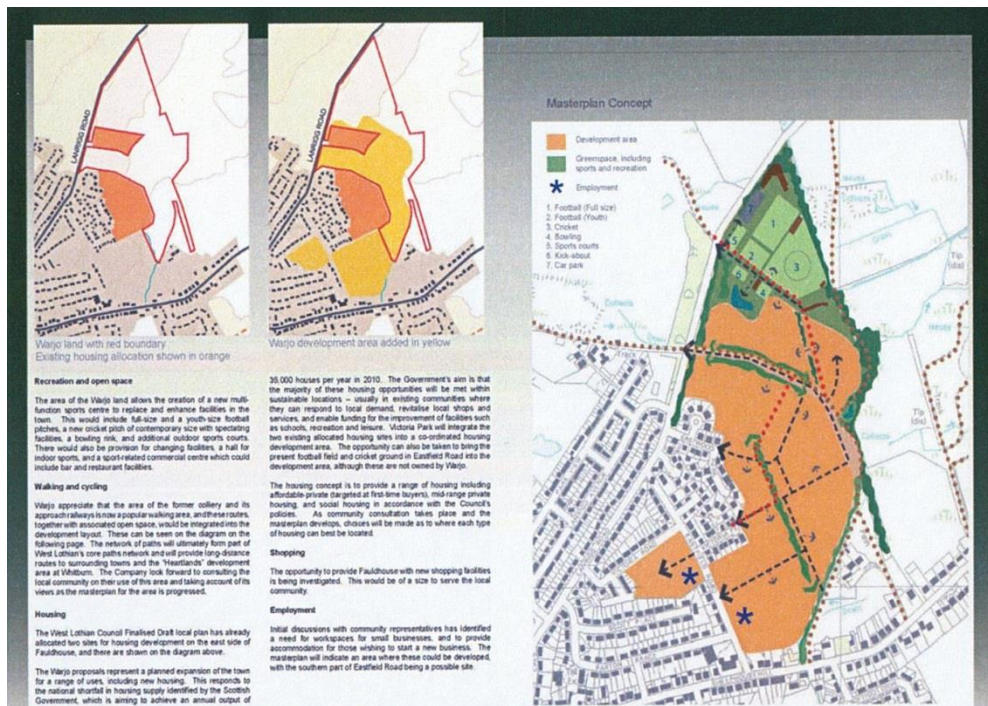 LANRIGG ROAD
Warjo land with red boundary
Existing housing allocation shown in orange
LANRIGG ROAD
Warjo development area added in yellow
Recreation and open space
The area of the Warjo land allows the creation of a new multi-
function sports centre to replace and enhance facilities in the
town. This would include full-size and a youth-size football
pitches, a new cricket pitch of contemporary size with spectating
facilities, a bowling rink, and additional outdoor sports courts.
There would also be provision for changing facilities, a hall for
indoor sports, and a sport-related commercial centre which could
include bar and restaurant facilities.
Walking and cycling
Warjo appreciate that the area of the former colliery and its
approach railways is now a popular walking area, and these routes,
together with associated open space, would be integrated into the
development layout. These can be seen on the diagram on the
following page. The network of paths will ultimately form part of
West Lothian's core paths network and will provide long-distance
routes to surrounding towns and the "Heartlands" development
area at Whitburn. The Company look forward to consulting the
local community on their use of this area and taking account of its
views as the masterplan for the area is progressed.
Housing
The West Lothian Council Finalised Draft local plan has already
allocated two sites for housing development on the east side of
Fauldhouse, and there are shown on the diagram above.
The Warjo proposals represent a planned expansion of the town
for a range of uses, including new housing. This responds to
the national shortfall in housing supply identified by the Scottish
Government, which is aiming to achieve an annual output of
35,000 houses per year in 2010. The Government's aim is that
the majority of these housing opportunities will be met within
sustainable locations – usually in existing communities where
they can respond to local demand, revitalise local shops and
services, and enable funding for the improvement of facilities such
as schools, recreation and leisure. Victoria Park will integrate the
two existing allocated housing sites into a co-ordinated housing
development area. The opportunity can also be taken to bring the
present football field and cricket ground in Eastfield Road into the
development area, although these are not owned by Warjo.
The housing concept is to provide a range of housing including
affordable-private (targeted at first-time buyers), mid-range private
housing, and social housing in accordance with the Council's
policies. As community consultation takes place and the
masterplan develops, choices will be made as to where each type
of housing can best be located.
Shopping
The opportunity to provide Fauldhouse with new shopping facilities
is being investigated. This would be of a size to serve the local
community.
Employment
Initial discussions with community representatives has identified
a need for workspaces for small businesses, and to provide
accommodation for those wishing to start a new business. The
masterplan will indicate an area where these could be developed,
with the southern part of Eastfield Road being a possible site.
Masterplan Concept
Development area
Greenspace, including
sports and recreation
Employment
1. Football (Full size)
2. Football (Youth)
3. Cricket
4. Bowling
5. Sports courts
6. Kick-about
7. Car park
1
2
3
4
5
6
Issues
Collects
Drain
Tip
(dis)
Collects
Track
Tip
(dis)
Collects